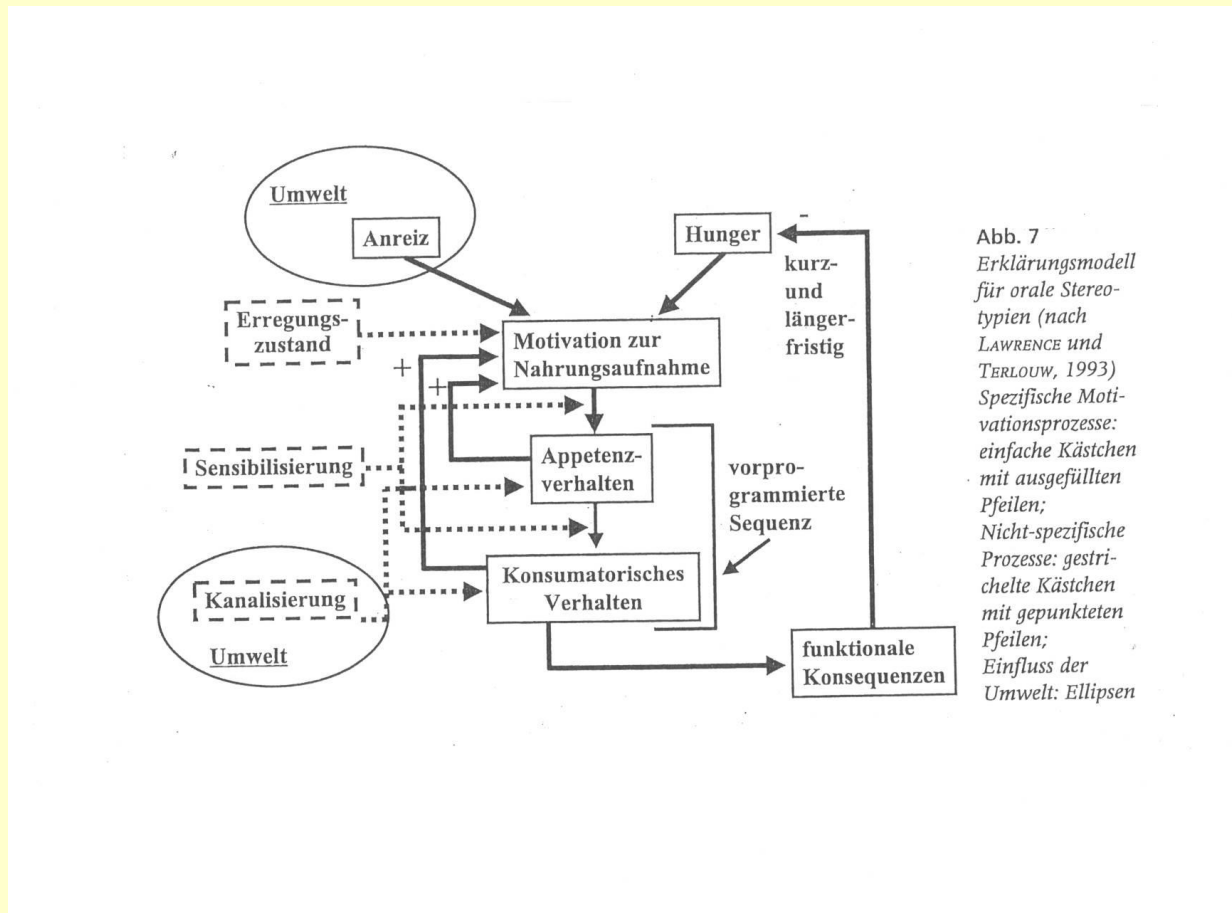 Umwelt
Anreiz
Hunger
-
kurz-
und
länger-
fristig
Erregungs-
zustand
Motivation zur
Nahrungsaufnahme
+
+
Sensibilisierung
Appetenz-
verhalten
vorpro-
grammierte
Sequenz
Konsumatorisches
Verhalten
Kanalisierung
Umwelt
funktionale
Konsequenzen
Abb. 7
Erklärungsmodell
für orale Stereo-
typien (nach
LAWRENCE und
TERLOUW, 1993)
Spezifische Moti-
vationsprozesse:
einfache Kästchen
mit ausgefüllten
Pfeilen;
Nicht-spezifische
Prozesse: gestri-
chelte Kästchen
mit gepunkteten
Pfeilen;
Einfluss der
Umwelt: Ellipsen